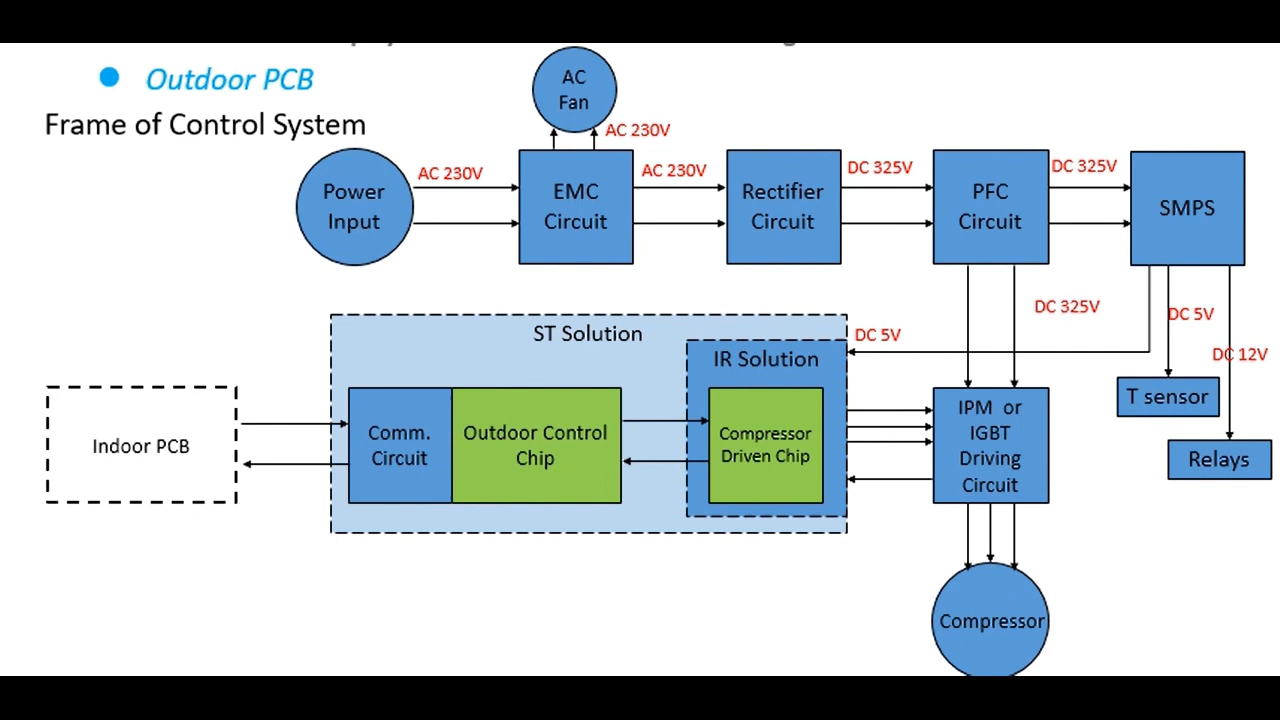 Outdoor PCB
Frame of Control System
AC
Fan
AC 230V
Power
Input
AC 230V
EMC
Circuit
AC 230V
Rectifier
Circuit
DC 325V
PFC
Circuit
DC 325V
SMPS
DC 325V
DC 5V
DC 12V
DC 5V
ST Solution
IR Solution
T sensor
Relays
Indoor PCB
Comm.
Circuit
Outdoor Control
Chip
Compressor
Driven Chip
IPM or
IGBT
Driving
Circuit
Compressor